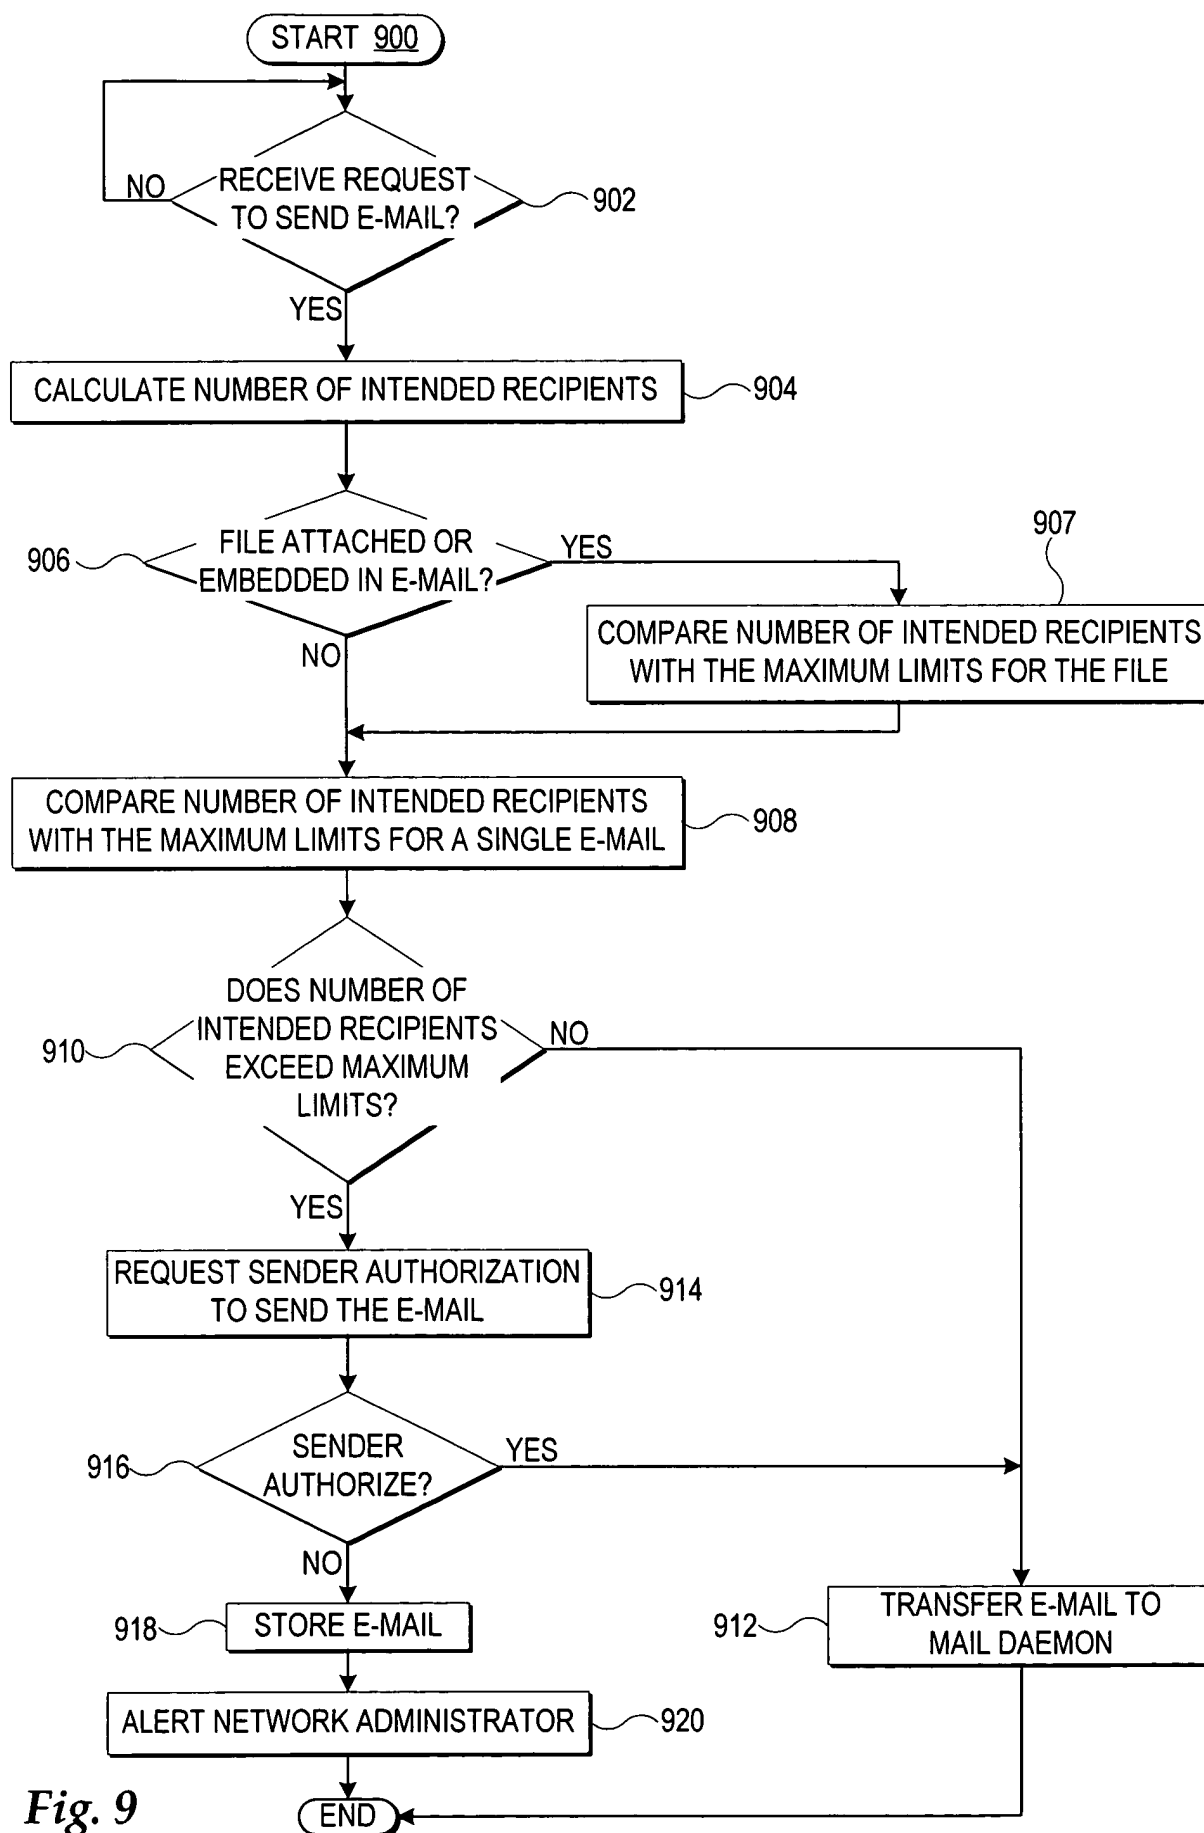 START 900
RECEIVE REQUEST
TO SEND E-MAIL?
NO
902
YES
CALCULATE NUMBER OF INTENDED RECIPIENTS
904
FILE ATTACHED OR
EMBEDDED IN E-MAIL?
906
YES
907
NO
COMPARE NUMBER OF INTENDED RECIPIENTS
WITH THE MAXIMUM LIMITS FOR THE FILE
COMPARE NUMBER OF INTENDED RECIPIENTS
WITH THE MAXIMUM LIMITS FOR A SINGLE E-MAIL
908
DOES NUMBER OF
INTENDED RECIPIENTS
EXCEED MAXIMUM
LIMITS?
910
NO
YES
REQUEST SENDER AUTHORIZATION
TO SEND THE E-MAIL
914
SENDER
AUTHORIZE?
916
YES
NO
STORE E-MAIL
918
912
TRANSFER E-MAIL TO
MAIL DAEMON
ALERT NETWORK ADMINISTRATOR
920
END
Fig. 9